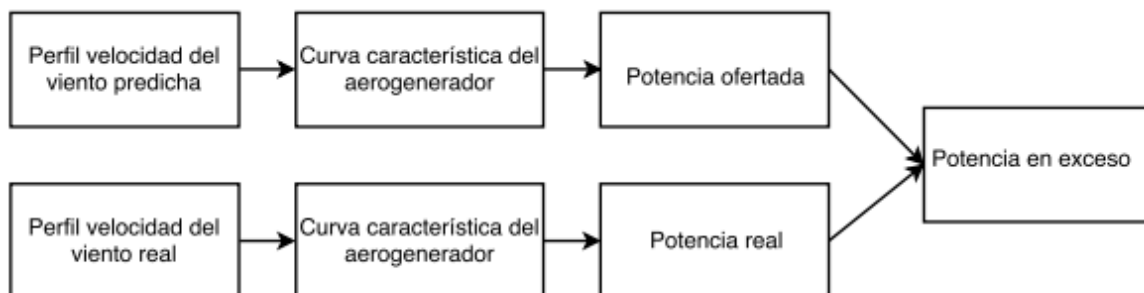 Perfil velocidad del
viento predicha
Curva característica del
aerogenerador
Potencia ofertada
Potencia en exceso
Perfil velocidad del
viento real
Curva característica del
aerogenerador
Potencia real